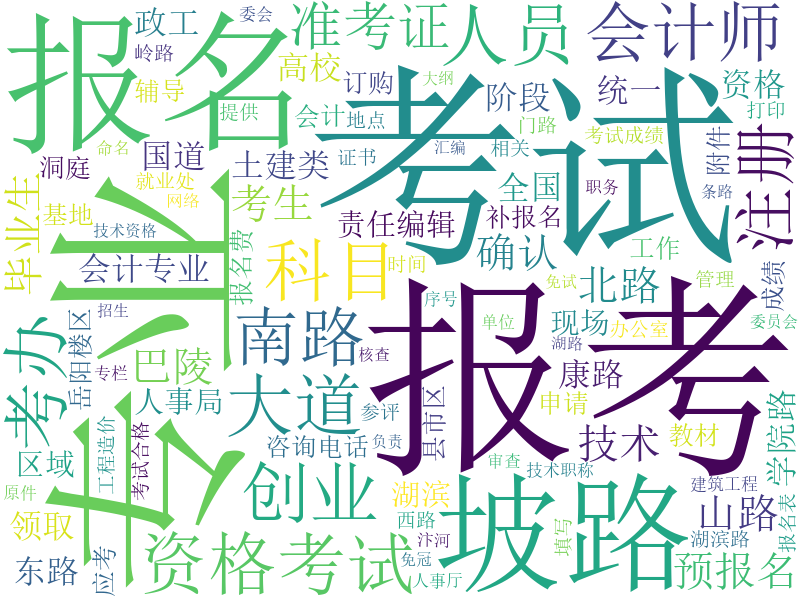 政工
委会
岭路
报名
准考证
人员
会计师
高校
订购
大纲
阶段
统一
资格
打印
辅导
提供
考试
会计
地点
门路
考试成绩
附件
注册
命名
洞庭
国道
土建类
证书
汇编
相关
职务
条路
毕业生
基地
就业处
网络
考生
全国
责任编辑
补报名
技术资格
科目
确认
工作
会计专业
报名费
时间
北路
管理
成绩
专业
报考
岳阳楼区
招生
南路
序号
免试
单位
现场
办公室
委员会
考办
专栏
巴陵
核查
湖路
康路
大道
人事局
参评
县市区
申请
技术
教材
学院路
区域
工程造价
考试合格
咨询电话
负责
审查
技术职称
建筑工程
原件
创业
坡路
湖滨
山路
报名表
领取
西路
汴河
填写
湖滨路
东路
应考
资格考试
免冠
人事厅
预报名